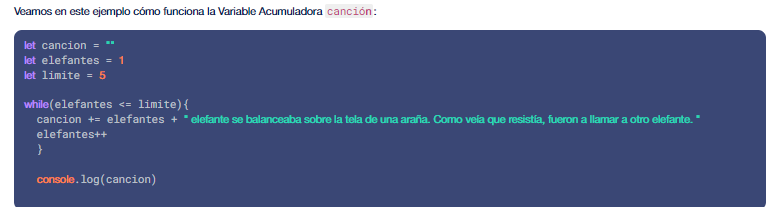 Veamos en este ejemplo cómo funciona la Variable Acumuladora canción:
let cancion = ""
let elefantes = 1
let limite = 5
while(elefantes <= limite){
cancion += elefantes + " elefante se balanceaba sobre la tela de una araña. Como veía que resistía, fueron a llamar a otro elefante. "
elefantes++
}
console.log(cancion)